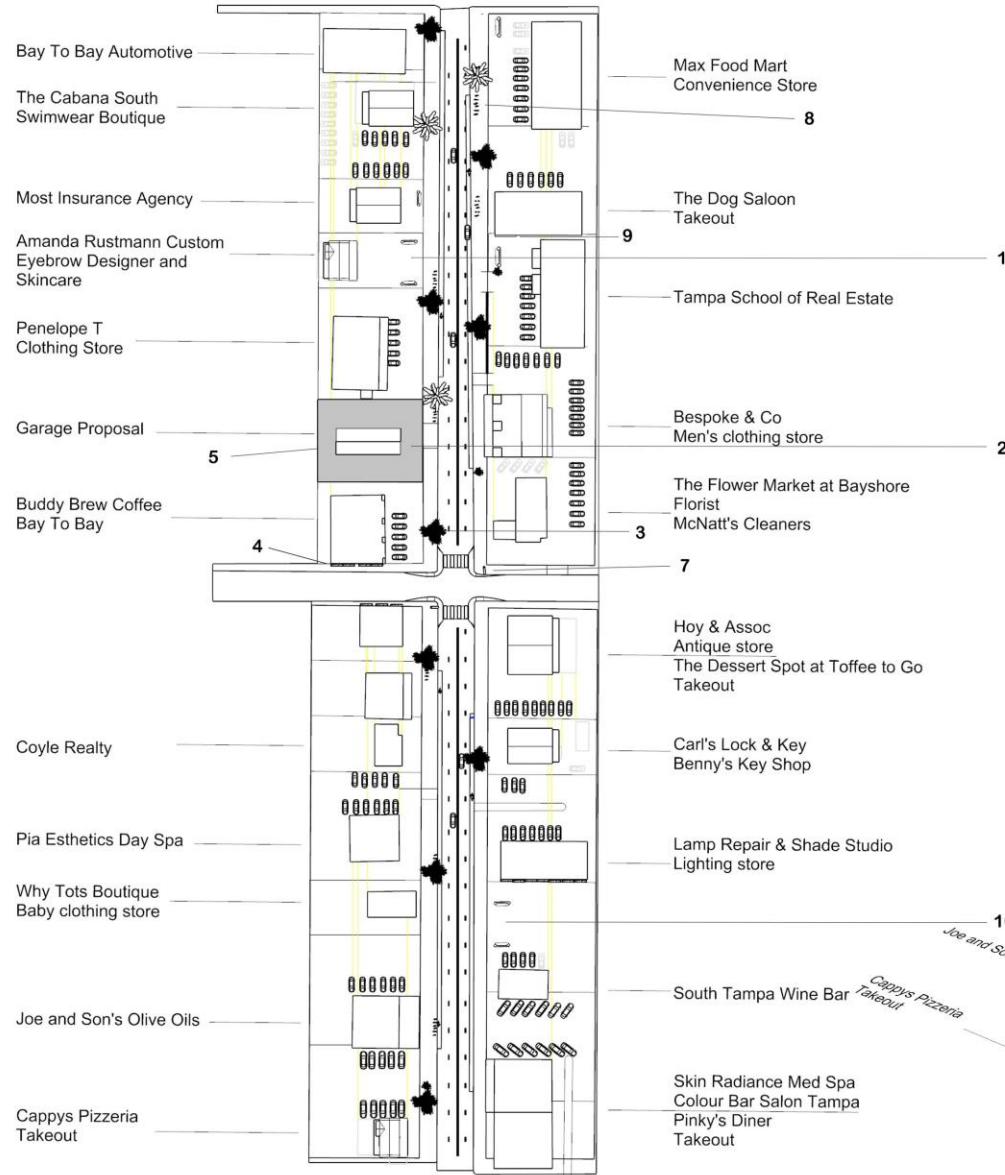 Bay To Bay Automotive
The Cabana South
Swimwear Boutique
Most Insurance Agency
Amanda Rustmann Custom
Eyebrow Designer and
Skincare
Penelope T
Clothing Store
Garage Proposal
5
Buddy Brew Coffee
Bay To Bay
4
Coyle Realty
Pia Esthetics Day Spa
Why Tots Boutique
Baby clothing store
Joe and Son's Olive Oils
Cappys Pizzeria
Takeout
Max Food Mart
Convenience Store
8
The Dog Saloon
Takeout
9
1
Tampa School of Real Estate
Bespoke & Co
Men's clothing store
2
The Flower Market at Bayshore
Florist
McNatt's Cleaners
3
7
Hoy & Assoc
Antique store
The Dessert Spot at Toffee to Go
Takeout
Carl's Lock & Key
Benny's Key Shop
Lamp Repair & Shade Studio
Lighting store
1
Joe and So
South Tampa Wine Bar
Cappys Pizzeria
Takeout
Skin Radiance Med Spa
Colour Bar Salon Tampa
Pinky's Diner
Takeout